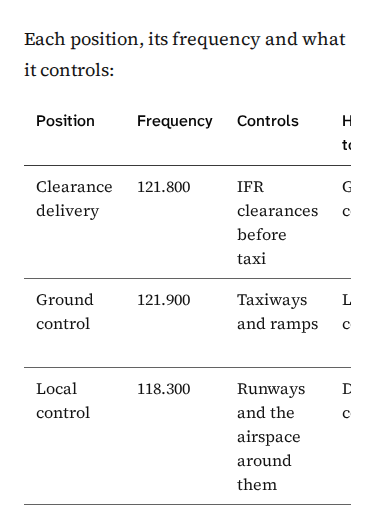 Each position, its frequency and what
it controls:
Position Frequency Controls
Clearance delivery 121.800 IFR clearances before taxi
Ground control 121.900 Taxiways and ramps
Local control 118.300 Runways and the airspace around them